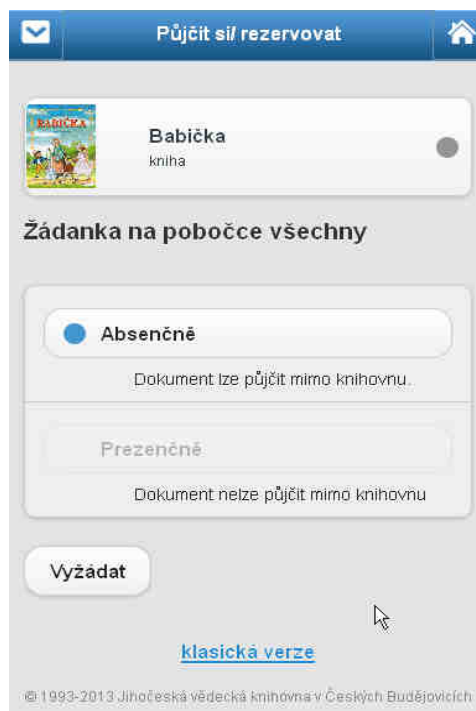 Půjčit si/ rezervovat
BABIČKA
Babička
kniha
Žádanka na pobočce všechny
Absenčně
Dokument lze půjčit mimo knihovnu.
Prezenčně
Dokument nelze půjčit mimo knihovnu
Vyžádat
klasická verze
© 1993-2013 Jihočeská vědecká knihovna v Českých Budějovicích